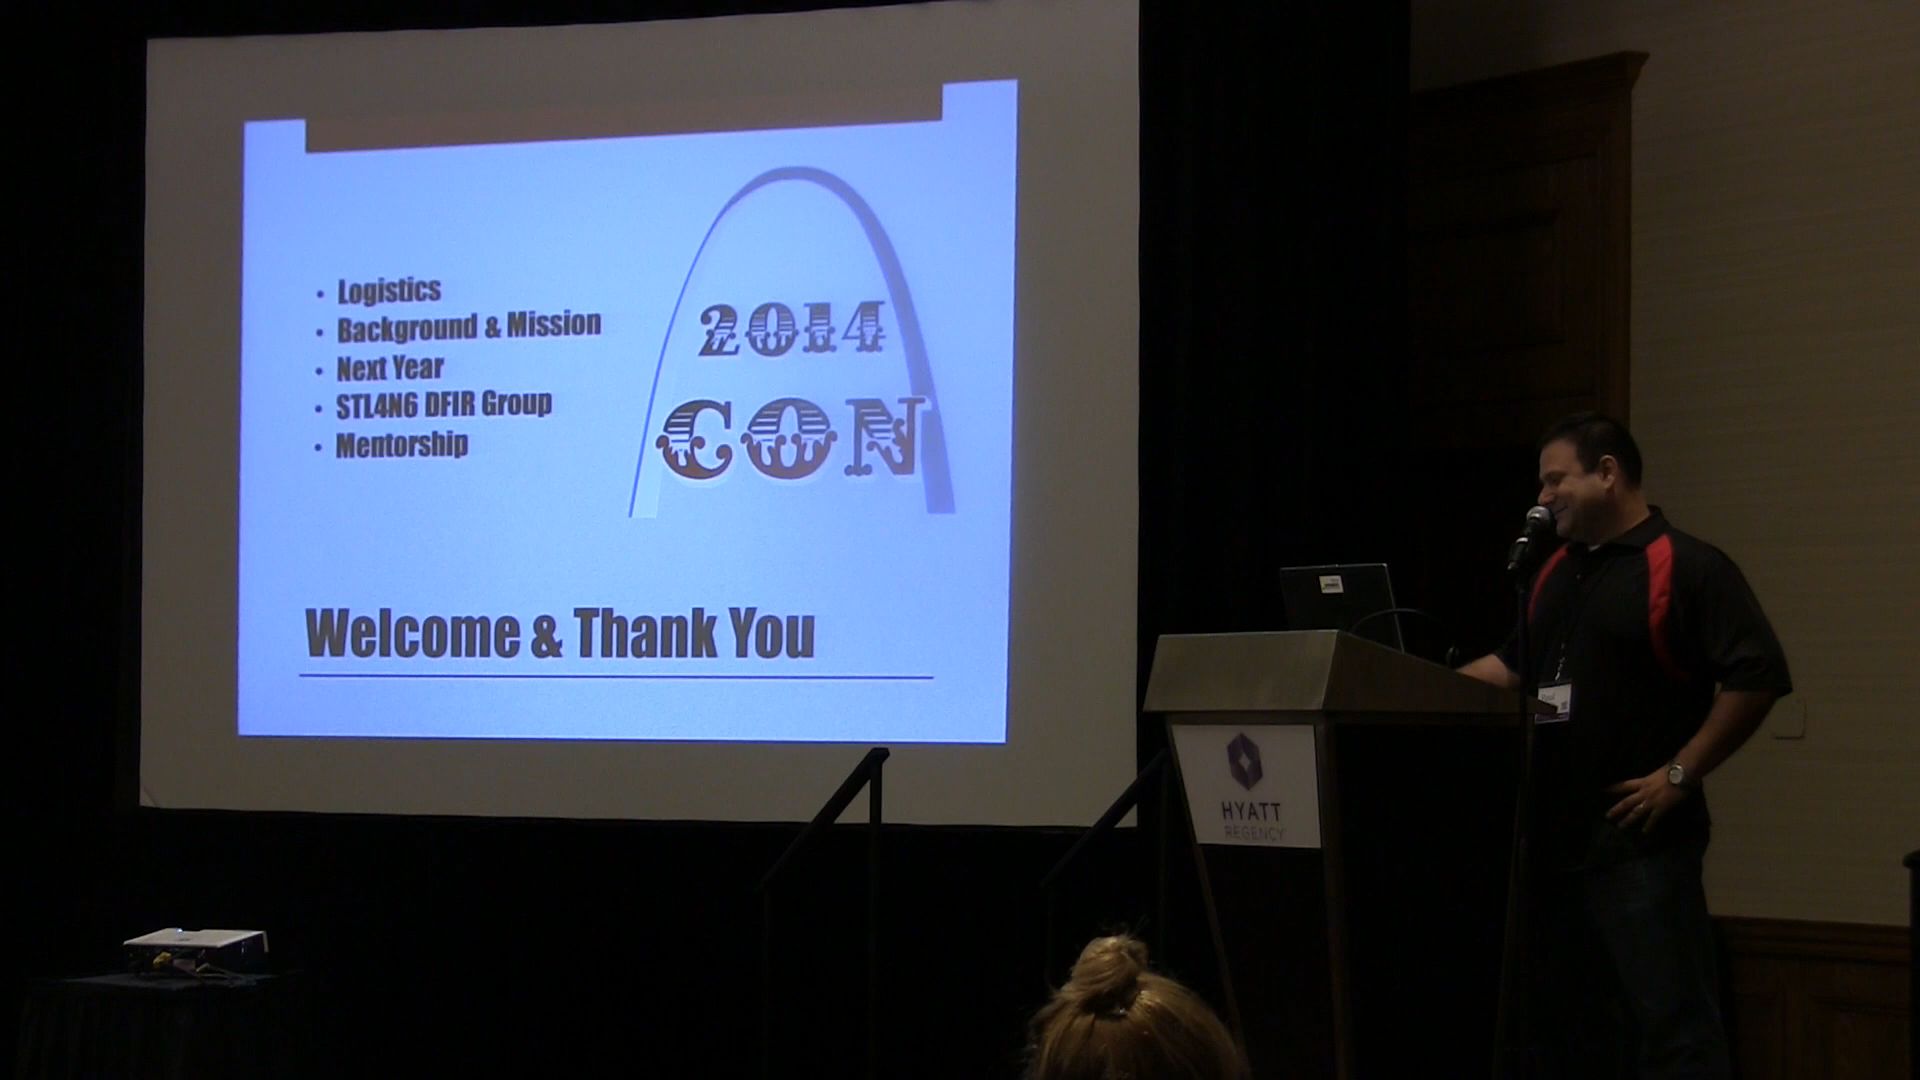 2014
CON
• Logistics
• Background & Mission
• Next Year
• STL4N6 DFIR Group
• Mentorship
Welcome & Thank You
HYATT
REGENCY